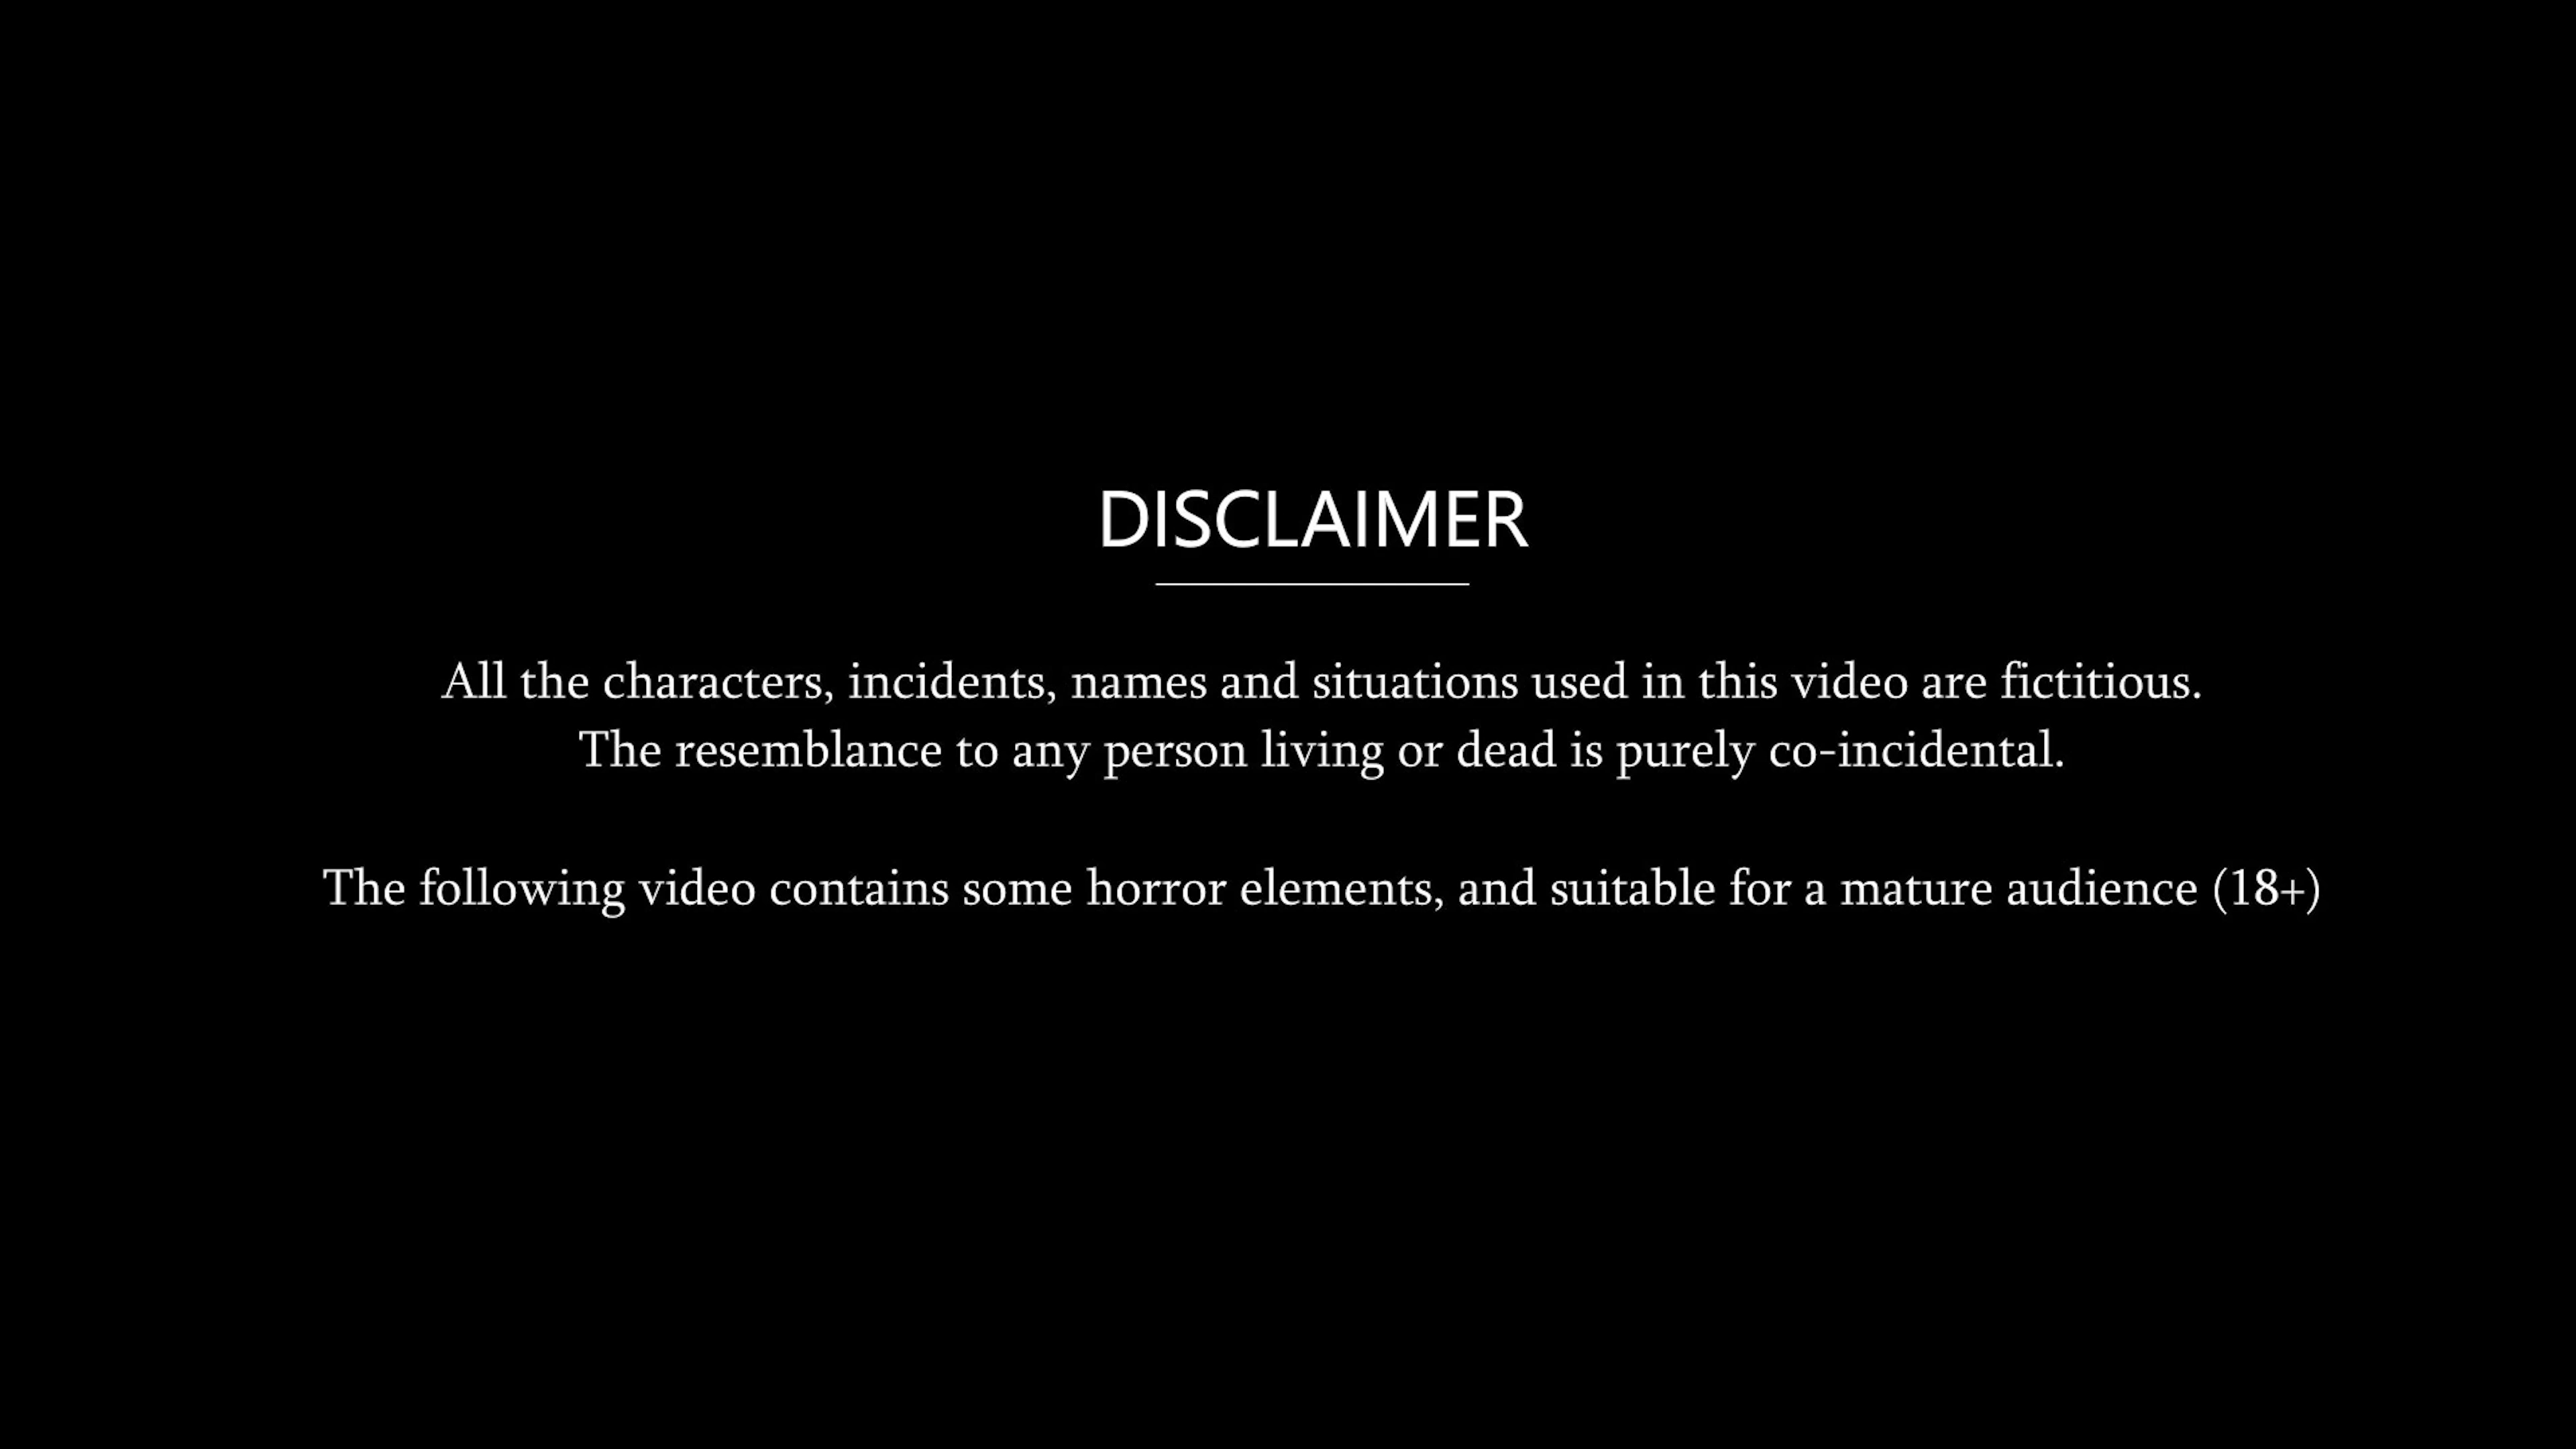 DISCLAIMER
All the characters, incidents, names and situations used in this video are fictitious.
The resemblance to any person living or dead is purely co-incidental.
The following video contains some horror elements, and suitable for a mature audience (18+)